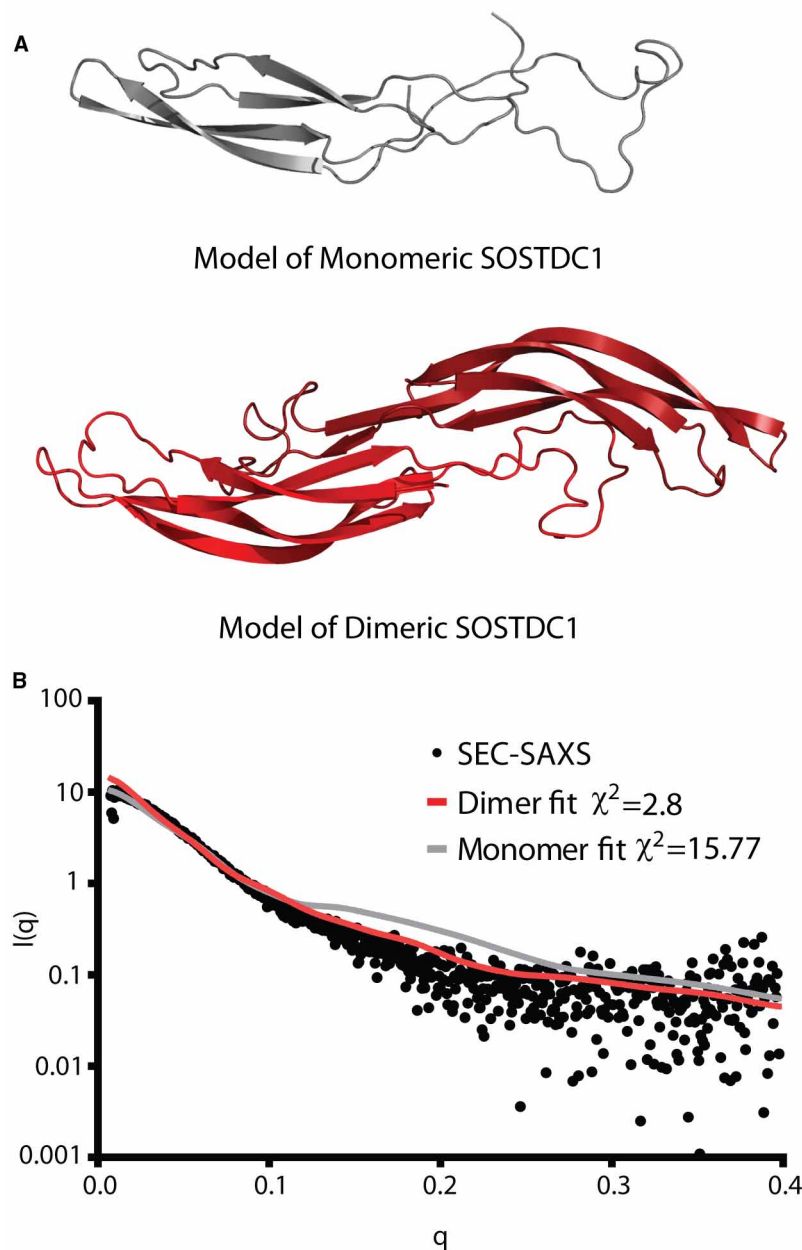 A
Model of Monomeric SOSTDC1
Model of Dimeric SOSTDC1
B
100
10
1
0.1
0.01
0.001
I(q)
SEC-SAXS
Dimer fit χ²=2.8
Monomer fit χ²=15.77
0.0 0.1 0.2 0.3 0.4
q